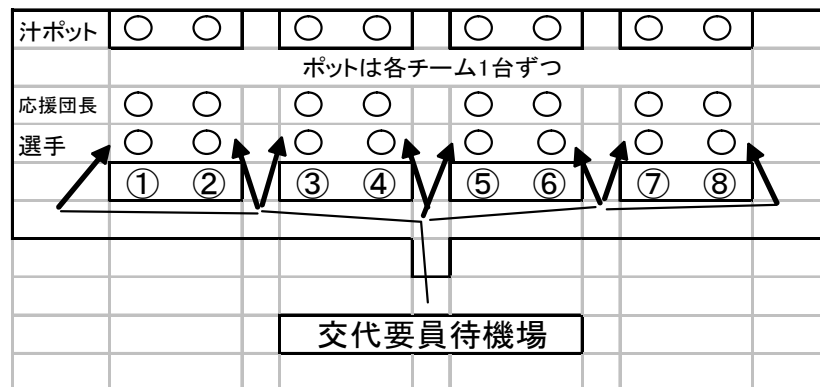 汁ポット
ポットは各チーム1台ずつ
応援団長
選手
① ② ③ ④ ⑤ ⑥ ⑦ ⑧
交代要員待機場